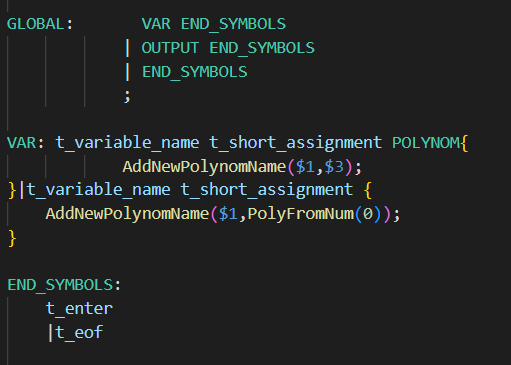 GLOBAL: VAR END_SYMBOLS
| OUTPUT END_SYMBOLS
| END_SYMBOLS
;
VAR: t_variable_name t_short_assignment POLYNOM{
AddNewPolynomName($1,$3);
}|t_variable_name t_short_assignment {
AddNewPolynomName($1,PolyFromNum(0));
}
END_SYMBOLS:
t_enter
|t_eof